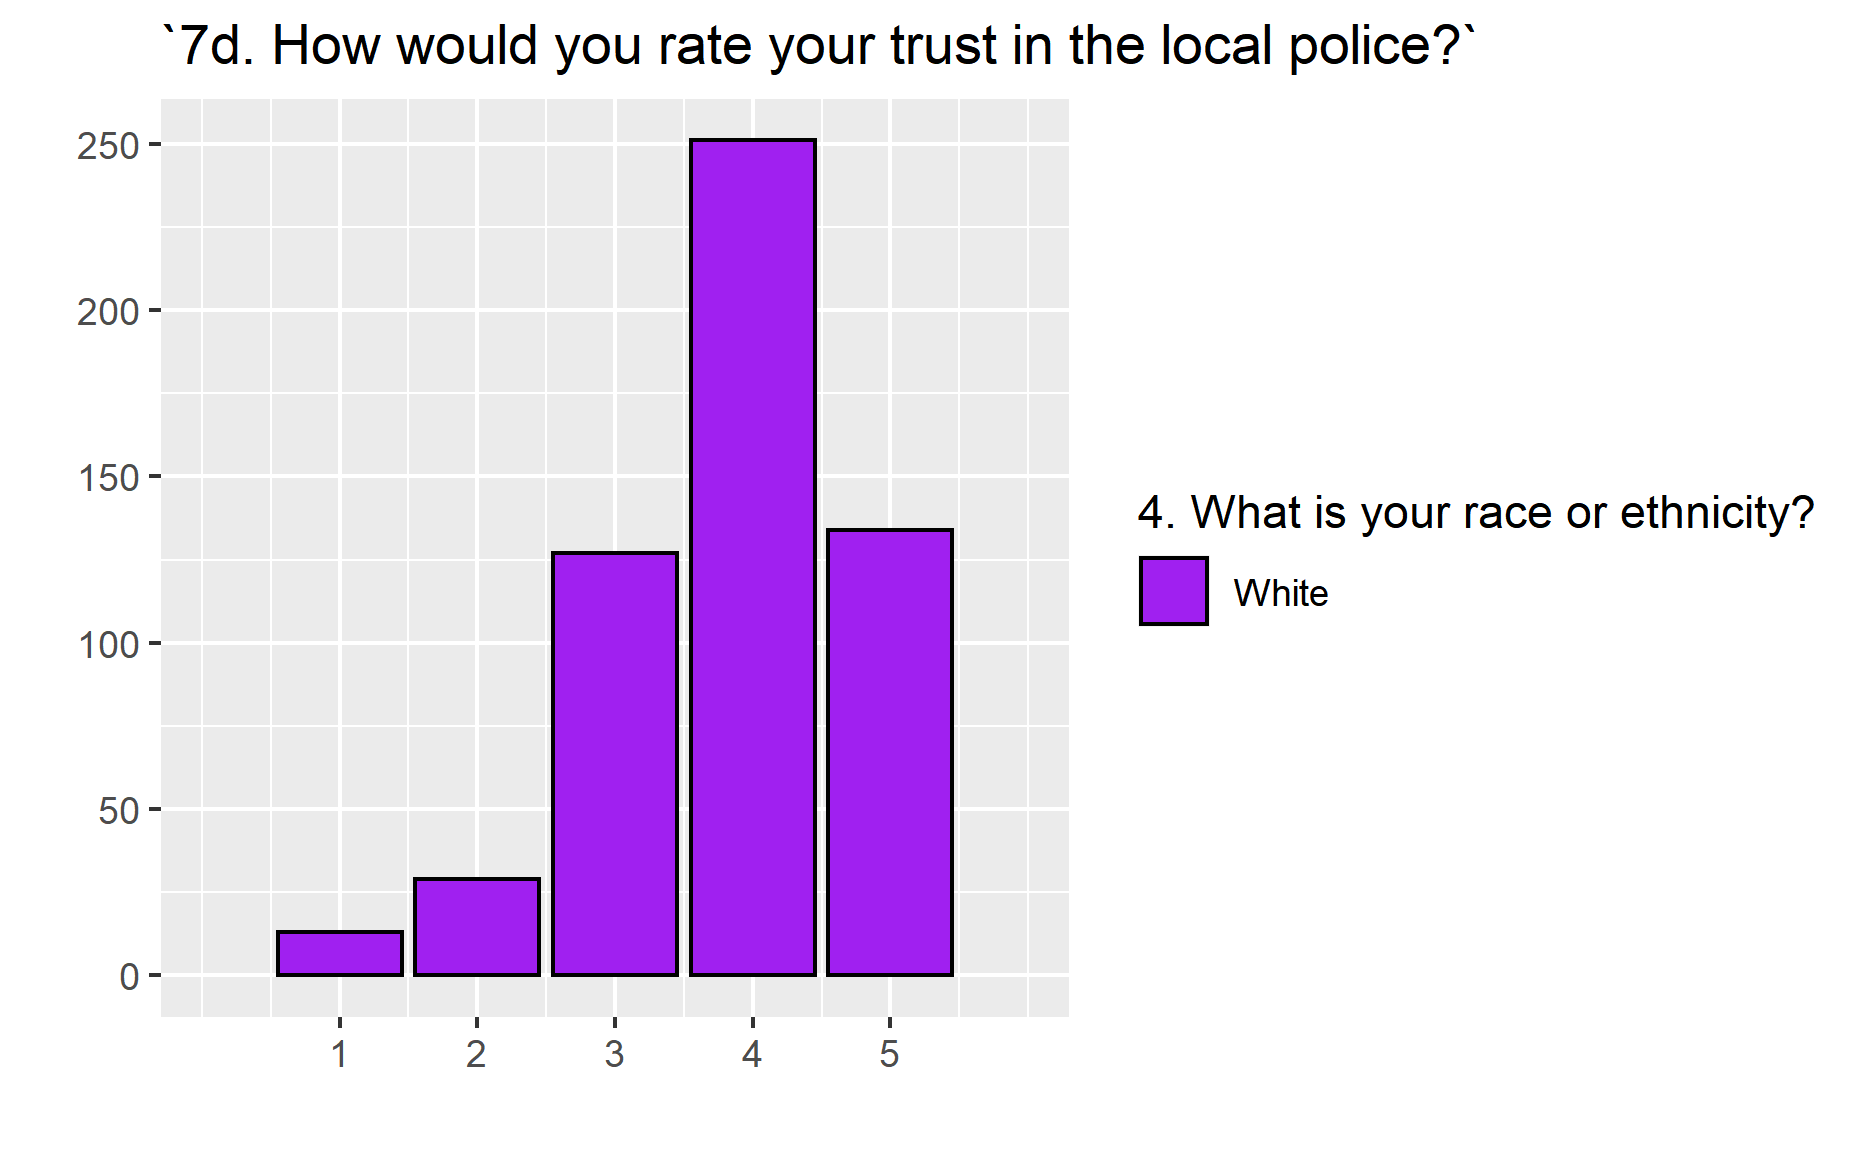 `7d. How would you rate your trust in the local police?`
250
200
150
100
50
0
1 2 3 4 5
4. What is your race or ethnicity?
White